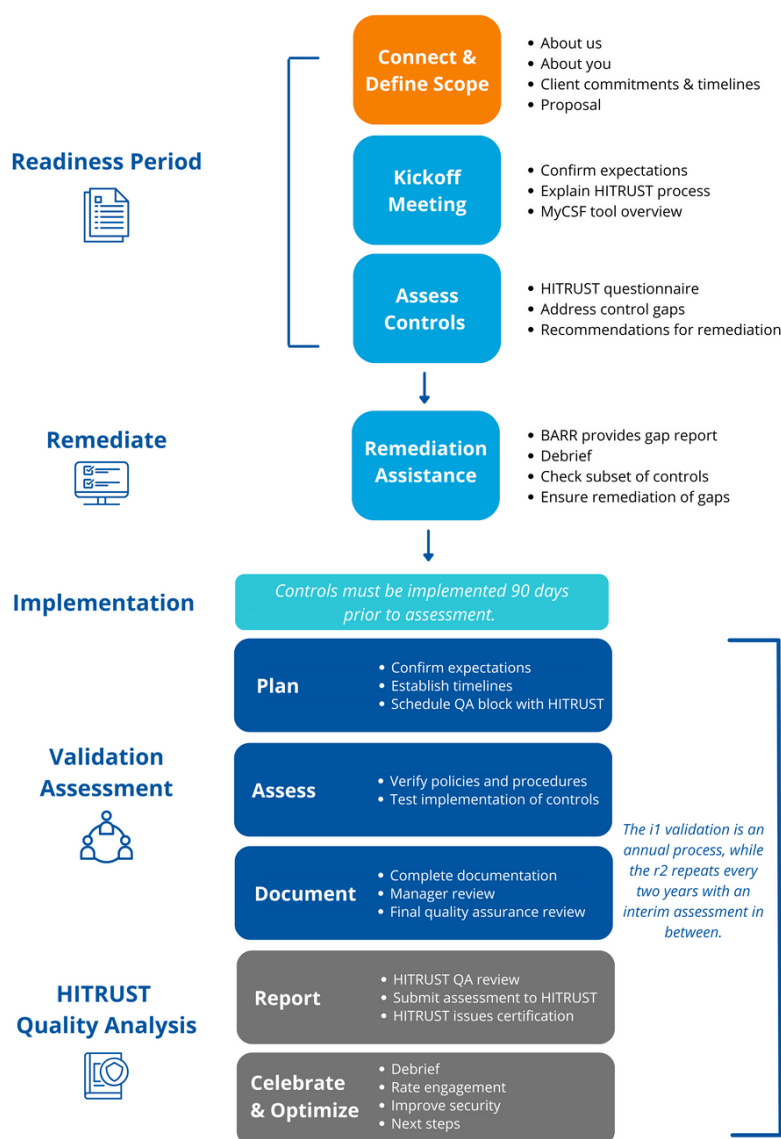 Connect &
Define Scope
• About us
• About you
• Client commitments & timelines
• Proposal
Readiness Period
Kickoff
Meeting
• Confirm expectations
• Explain HITRUST process
• MyCSF tool overview
Assess
Controls
• HITRUST questionnaire
• Address control gaps
• Recommendations for remediation
Remediate
Remediation
Assistance
• BARR provides gap report
• Debrief
• Check subset of controls
• Ensure remediation of gaps
Implementation
Controls must be implemented 90 days
prior to assessment.
Validation
Assessment
Plan
• Confirm expectations
• Establish timelines
• Schedule QA block with HITRUST
Assess
• Verify policies and procedures
• Test implementation of controls
Document
• Complete documentation
• Manager review
• Final quality assurance review
The i1 validation is an
annual process, while
the r2 repeats every
two years with an
interim assessment in
between.
HITRUST
Quality Analysis
Report
• HITRUST QA review
• Submit assessment to HITRUST
• HITRUST issues certification
Celebrate
& Optimize
• Debrief
• Rate engagement
• Improve security
• Next steps